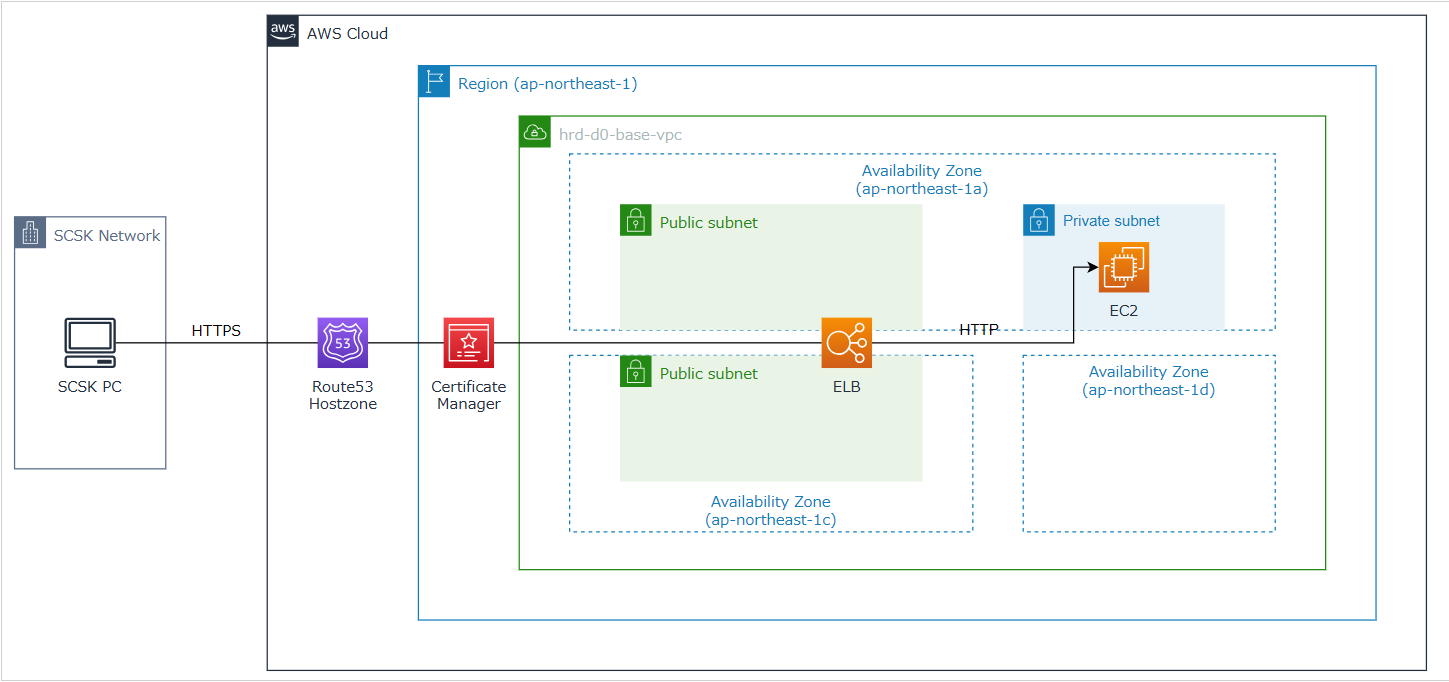 aws
AWS Cloud
Region (ap-northeast-1)
hrd-d0-base-vpc
Availability Zone
(ap-northeast-1a)
Public subnet
Private subnet
EC2
SCSK Network
SCSK PC
HTTPS
53
Route53
Hostzone
Certificate
Manager
ELB
HTTP
Public subnet
Availability Zone
(ap-northeast-1c)
Availability Zone
(ap-northeast-1d)